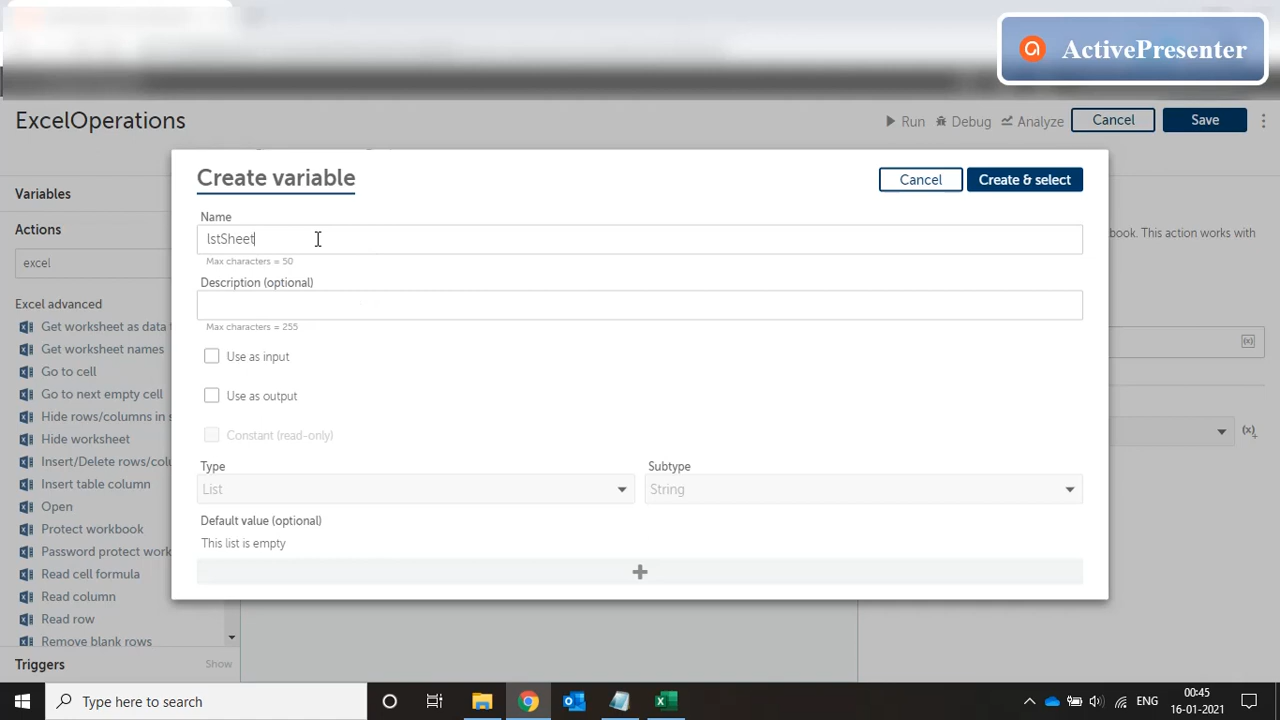 ActivePresenter
ExcelOperations
Run
Debug
Analyze
Cancel
Save
Variables
Actions
excel
Excel advanced
Get worksheet as data
Get worksheet names
Go to cell
Go to next empty cell
Hide rows/columns in s
Hide worksheet
Insert/Delete rows/colu
Insert table column
Open
Protect workbook
Password protect work
Read cell formula
Read column
Read row
Remove blank rows
Triggers
Show
Create variable
Cancel
Create & select
Name
lstSheet
Max characters = 50
Description (optional)
Max characters = 255
Use as input
Use as output
Constant (read-only)
Type
Subtype
List
String
Default value (optional)
This list is empty
book. This action works with
(x)
(x)+
Type here to search
ENG
00:45
16-01-2021